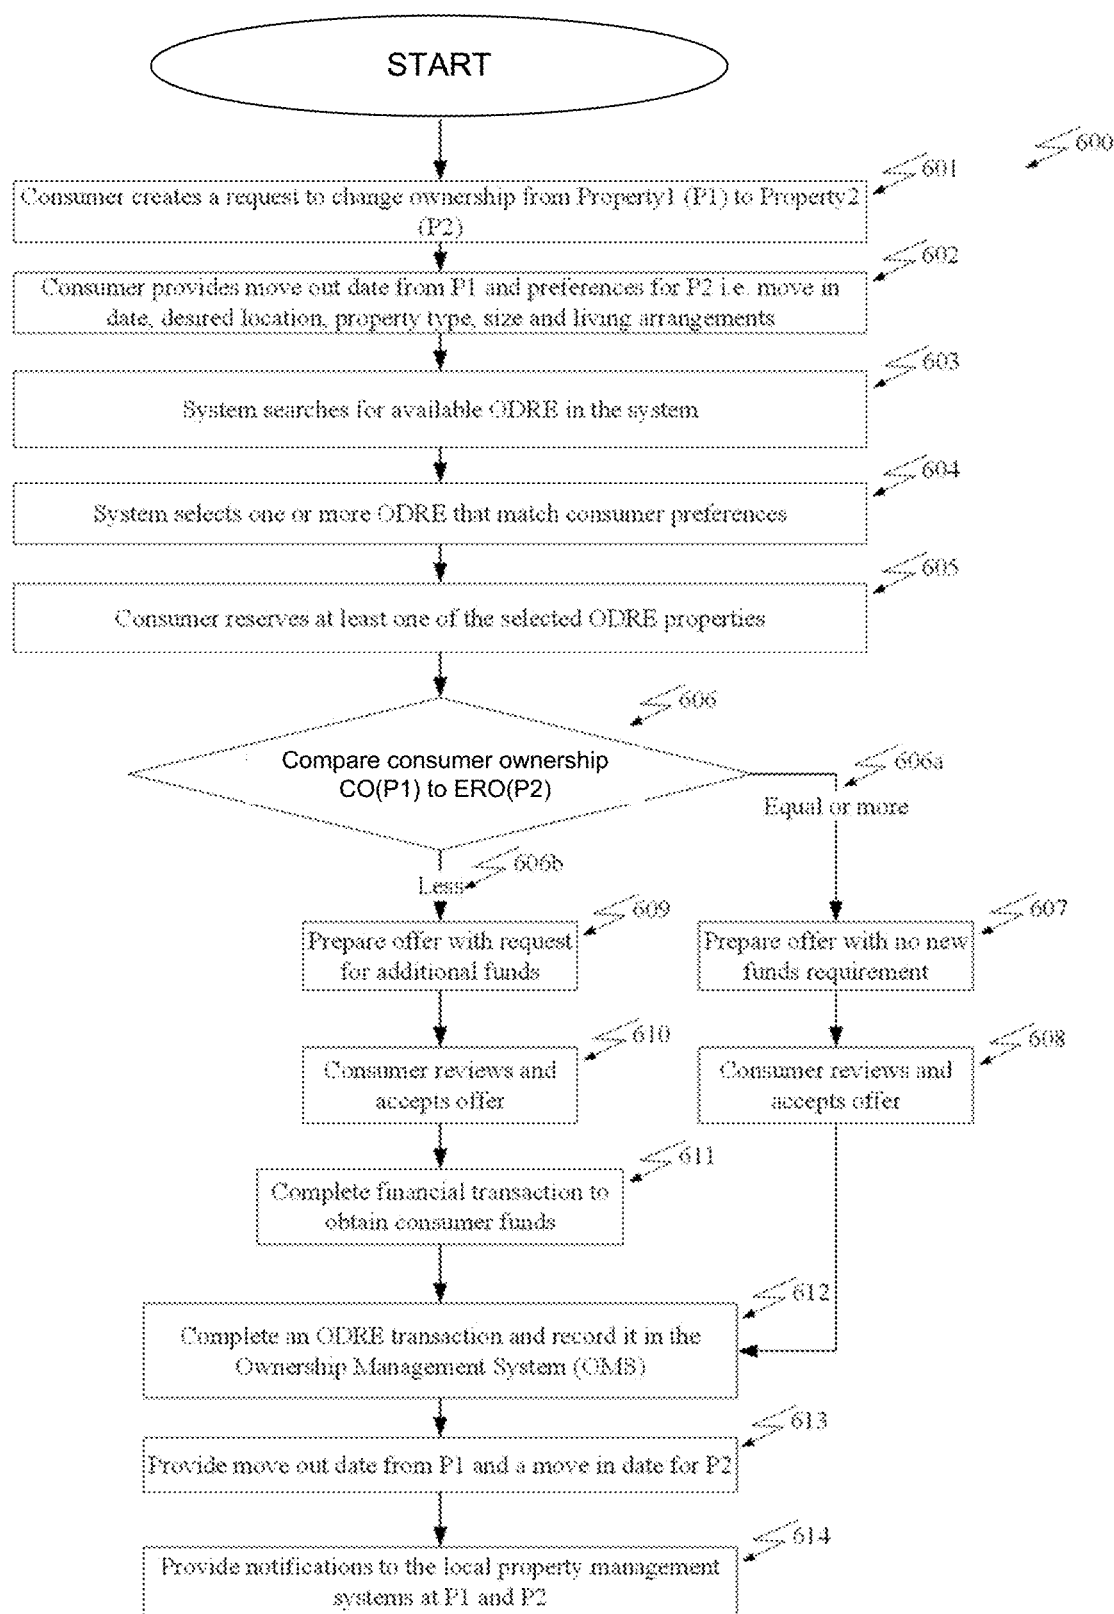 START
600
601
Consumer creates a request to change ownership from Property1 (P1) to Property2
(P2)
602
Consumer provides move out date from P1 and preferences for P2 i.e. move in
date, desired location, property type, size and living arrangements
603
System searches for available ODRE in the system
604
System selects one or more ODRE that match consumer preferences
605
Consumer reserves at least one of the selected ODRE properties
606
Compare consumer ownership
CO(P1) to ERO(P2)
606a
Equal or more
606b
Less
609
Prepare offer with request
for additional funds
607
Prepare offer with no new
funds requirement
610
Consumer reviews and
accepts offer
608
Consumer reviews and
accepts offer
611
Complete financial transaction to
obtain consumer funds
612
Complete an ODRE transaction and record it in the
Ownership Management System (OMS)
613
Provide move out date from P1 and a move in date for P2
614
Provide notifications to the local property management
systems at P1 and P2